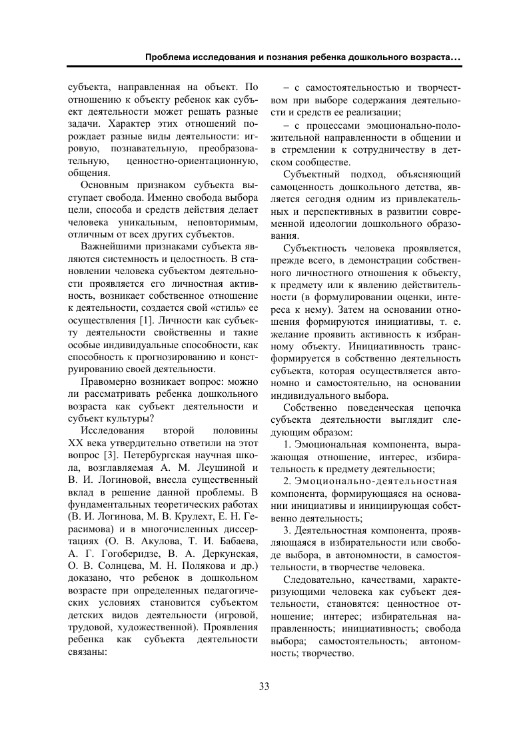 Проблема исследования и познания ребенка дошкольного возраста…
субъекта, направленная на объект. По
отношению к объекту ребенок как субъ-
ект деятельности может решать разные
задачи. Характер этих отношений по-
рождает разные виды деятельности: иг-
ровую, познавательную, преобразова-
тельную, ценностно-ориентационную,
общения.
Основным признаком субъекта вы-
ступает свобода. Именно свобода выбора
цели, способа и средств действия делает
человека уникальным, неповторимым,
отличным от всех других субъектов.
Важнейшими признаками субъекта яв-
ляются системность и целостность. В ста-
новлении человека субъектом деятельно-
сти проявляется его личностная актив-
ность, возникает собственное отношение
к деятельности, создается свой «стиль» ее
осуществления [1]. Личности как субъек-
ту деятельности свойственны и такие
особые индивидуальные способности, как
способность к прогнозированию и конст-
руированию своей деятельности.
Правомерно возникает вопрос: можно
ли рассматривать ребенка дошкольного
возраста как субъект деятельности и
субъект культуры?
Исследования второй половины
XX века утвердительно ответили на этот
вопрос [3]. Петербургская научная шко-
ла, возглавляемая А. М. Леушиной и
В. И. Логиновой, внесла существенный
вклад в решение данной проблемы. В
фундаментальных теоретических работах
(В. И. Логинова, М. В. Крулехт, Е. Н. Ге-
расимова) и в многочисленных диссер-
тациях (О. В. Акулова, Т. И. Бабаева,
А. Г. Гогоберидзе, В. А. Деркунская,
О. В. Солнцева, М. Н. Полякова и др.)
доказано, что ребенок в дошкольном
возрасте при определенных педагогиче-
ских условиях становится субъектом
детских видов деятельности (игровой,
трудовой, художественной). Проявления
ребенка как субъекта деятельности
связаны:
– с самостоятельностью и творчест-
вом при выборе содержания деятельно-
сти и средств ее реализации;
– с процессами эмоционально-поло-
жительной направленности в общении и
в стремлении к сотрудничеству в дет-
ском сообществе.
Субъектный подход, объясняющий
самоценность дошкольного детства, яв-
ляется сегодня одним из привлекатель-
ных и перспективных в развитии совре-
менной идеологии дошкольного образо-
вания.
Субъектность человека проявляется,
прежде всего, в демонстрации собствен-
ного личностного отношения к объекту,
к предмету или к явлению действитель-
ности (в формулировании оценки, инте-
реса к нему). Затем на основании отно-
шения формируются инициативы, т. е.
желание проявить активность к избран-
ному объекту. Инициативность транс-
формируется в собственно деятельность
субъекта, которая осуществляется авто-
номно и самостоятельно, на основании
индивидуального выбора.
Собственно поведенческая цепочка
субъекта деятельности выглядит сле-
дующим образом:
1. Эмоциональная компонента, выра-
жающая отношение, интерес, избира-
тельность к предмету деятельности;
2. Эмоционально-деятельностная
компонента, формирующаяся на основа-
нии инициативы и инициирующая собст-
венно деятельность;
3. Деятельностная компонента, прояв-
ляющаяся в избирательности или свобо-
де выбора, в автономности, в самостоя-
тельности, в творчестве человека.
Следовательно, качествами, характе-
ризующими человека как субъект дея-
тельности, становятся: ценностное от-
ношение; интерес; избирательная на-
правленность; инициативность; свобода
выбора; самостоятельность; автоном-
ность; творчество.
33